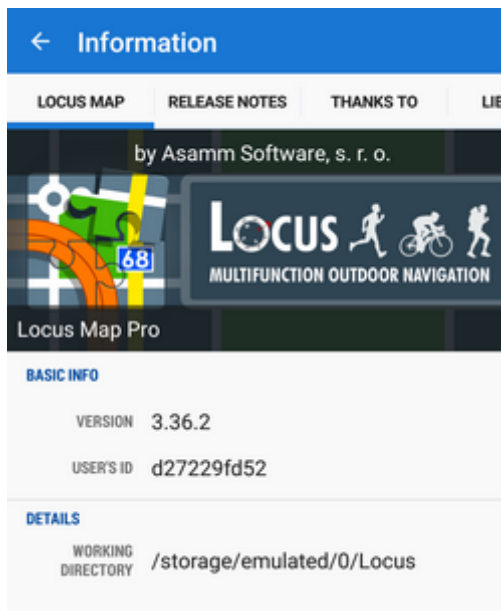 Information
LOCUS MAP RELEASE NOTES THANKS TO
by Asamm Software, s. r. o.
68
LOCUS
MULTIFUNCTION OUTDOOR NAVIGATION
Locus Map Pro
BASIC INFO
VERSION 3.36.2
USER'S ID d27229fd52
DETAILS
WORKING
DIRECTORY /storage/emulated/0/Locus